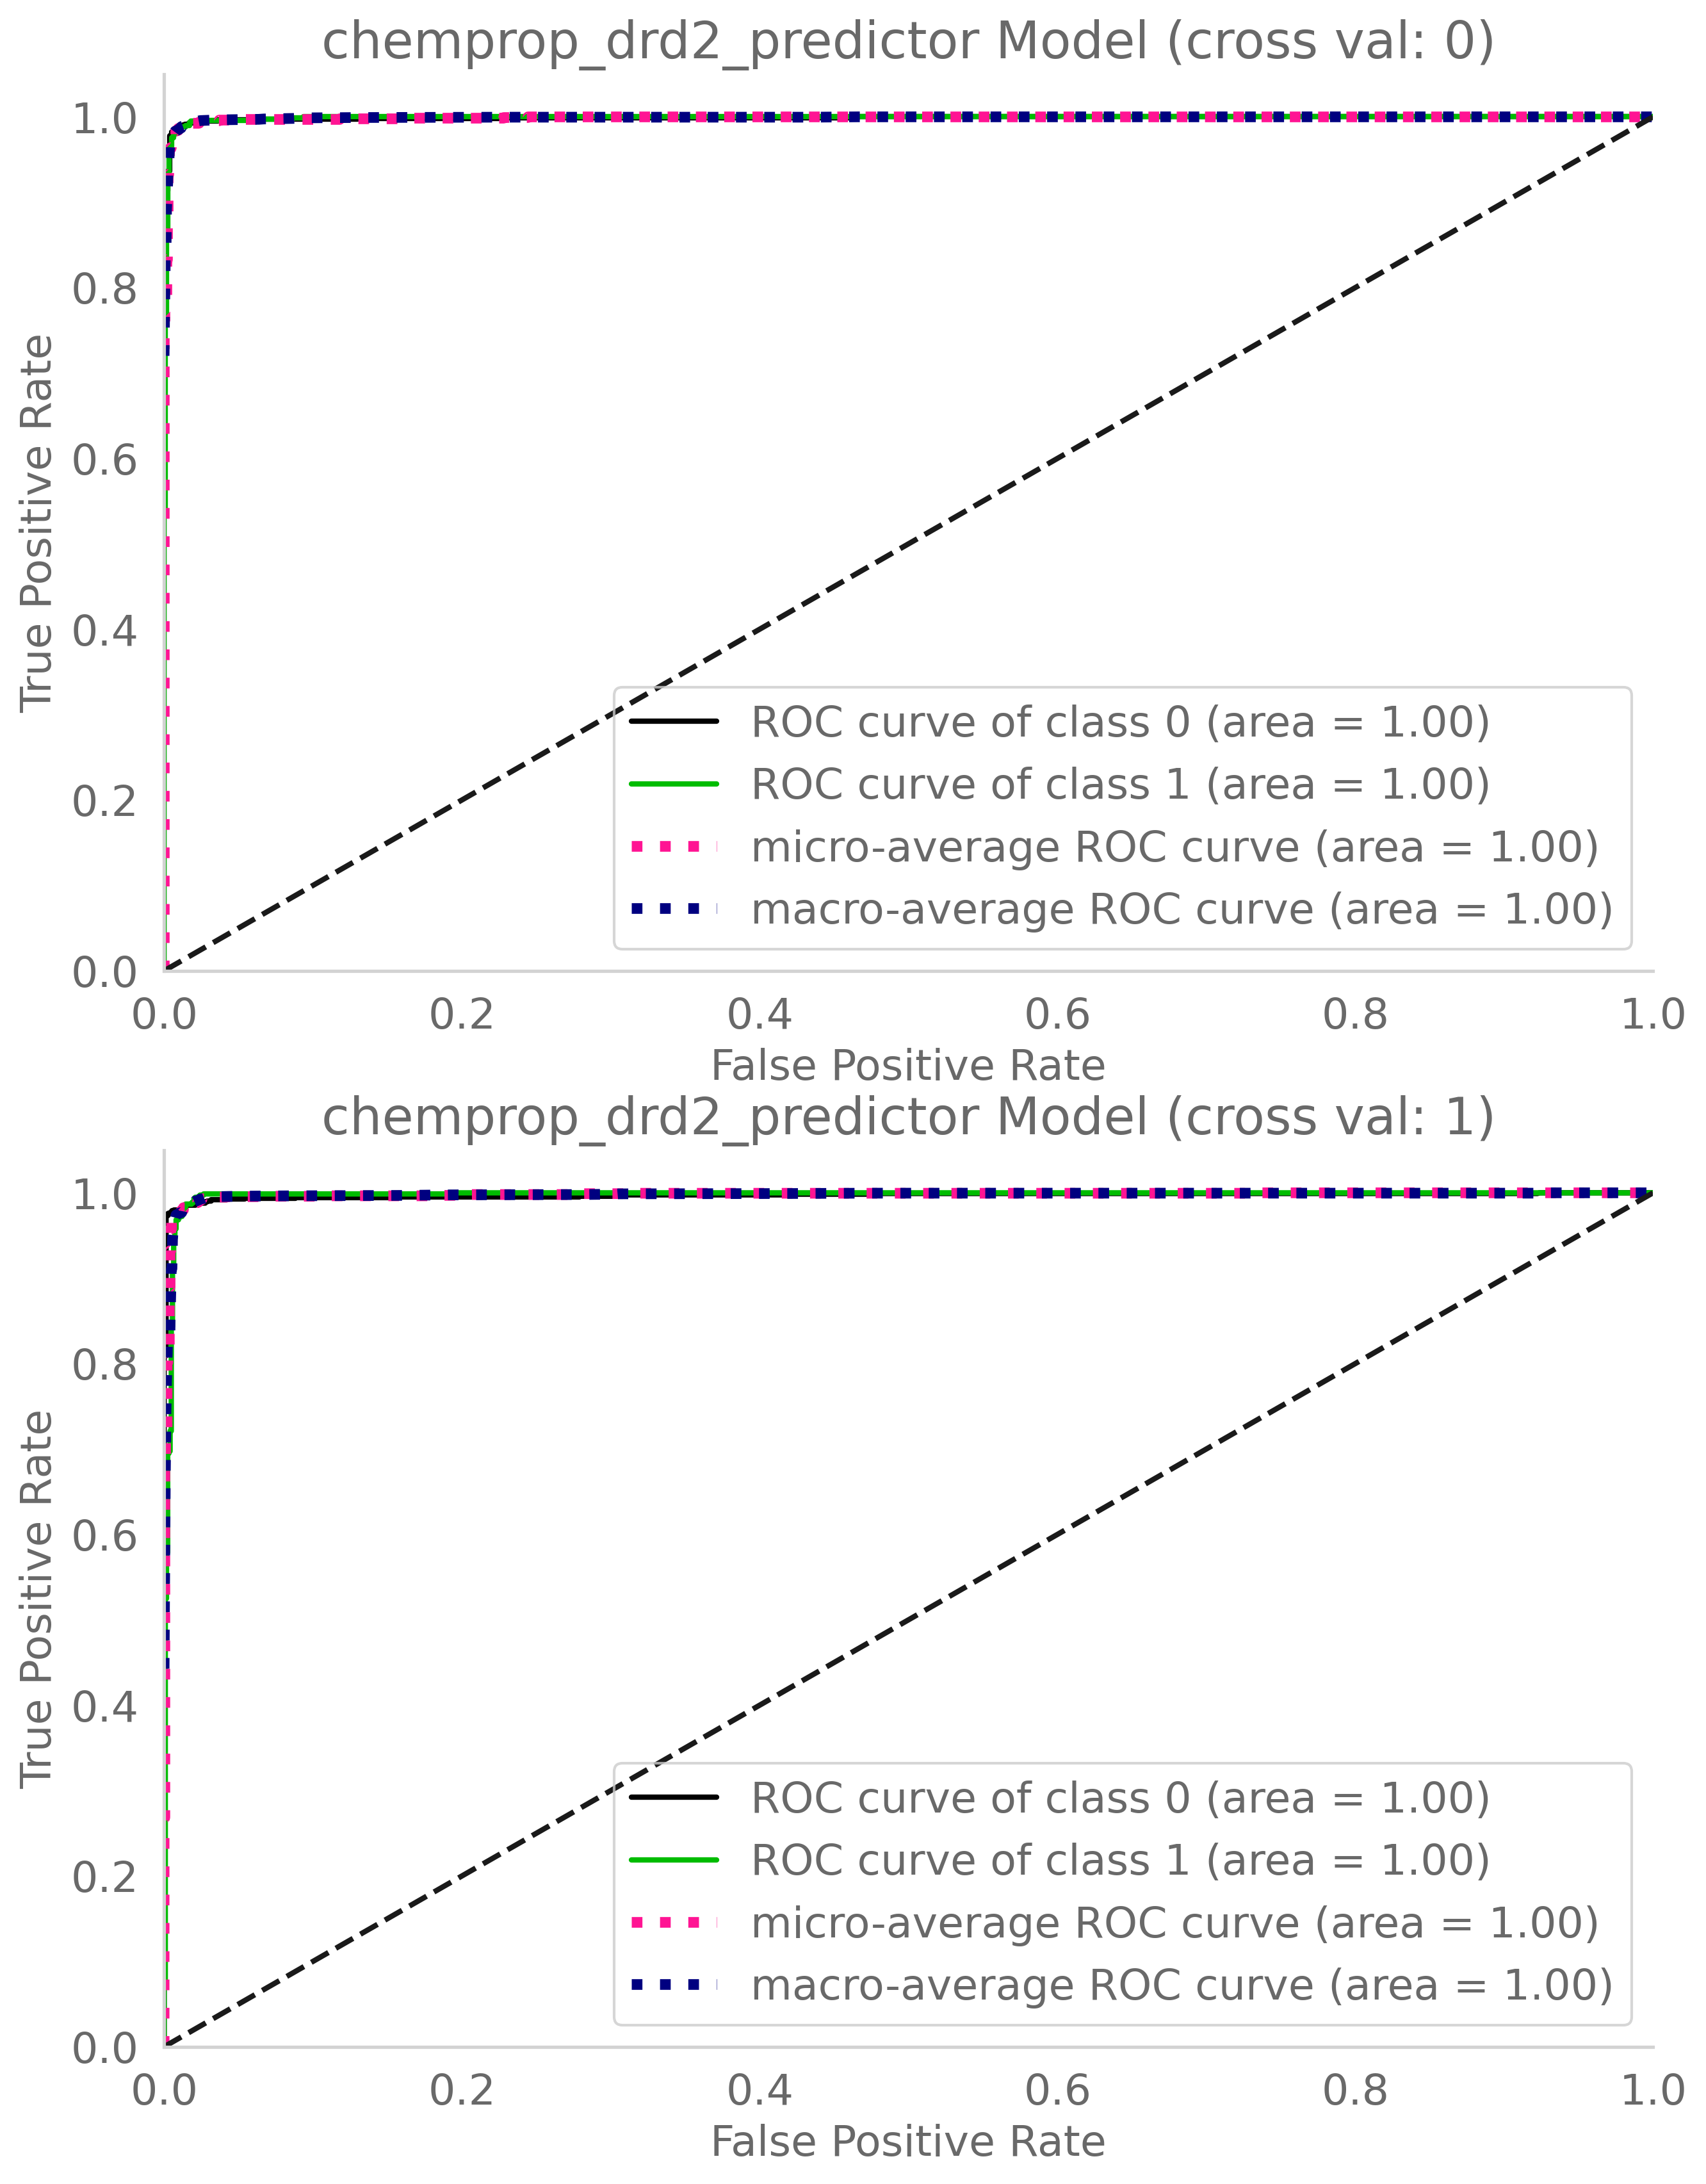 chemprop_drd2_predictor Model (cross val: 0)
1.0
0.8
0.6
0.4
0.2
0.0
True Positive Rate
ROC curve of class 0 (area = 1.00)
ROC curve of class 1 (area = 1.00)
micro-average ROC curve (area = 1.00)
macro-average ROC curve (area = 1.00)
0.0 0.2 0.4 0.6 0.8 1.0
False Positive Rate
chemprop_drd2_predictor Model (cross val: 1)
1.0
0.8
0.6
0.4
0.2
0.0
True Positive Rate
ROC curve of class 0 (area = 1.00)
ROC curve of class 1 (area = 1.00)
micro-average ROC curve (area = 1.00)
macro-average ROC curve (area = 1.00)
0.0 0.2 0.4 0.6 0.8 1.0
False Positive Rate